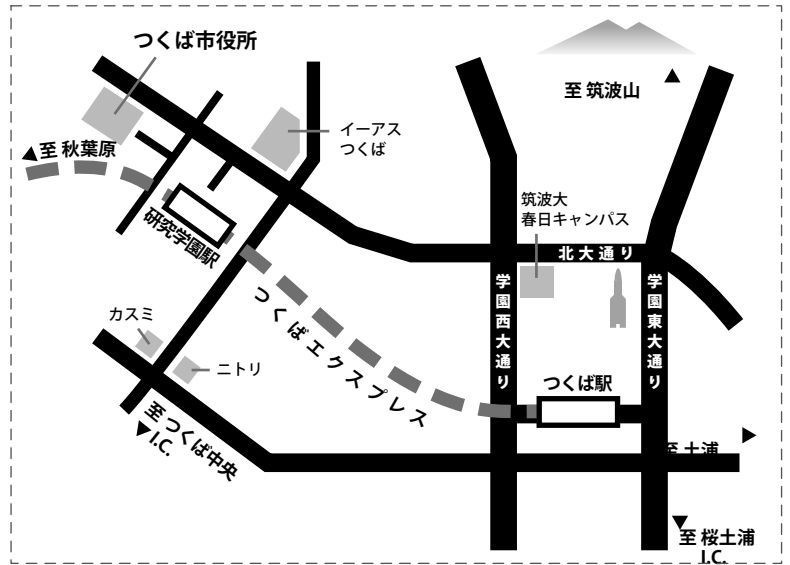 つくば市役所
至 筑波山
イーアス
つくば
至 秋葉原
筑波大
春日キャンパス
研究学園駅
北大通り
学園西大通り
学園東大通り
つくばエクスプレス
カスミ
ニトリ
つくば駅
至 つくば中央
I.C.
至 土浦
至 桜土浦
I.C.